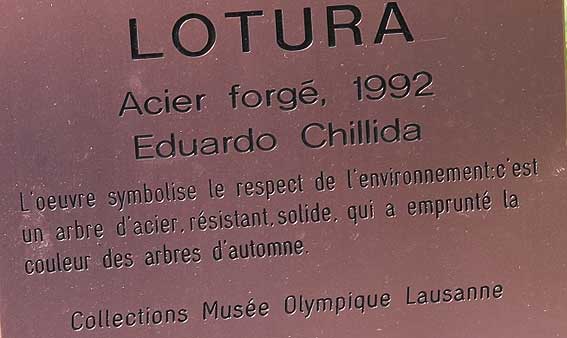 LOTURA
Acier forgé, 1992
Eduardo Chillida
L'oeuvre symbolise le respect de l'environnement:c'est
un arbre d'acier, résistant, solide, qui a emprunté la
couleur des arbres d'automne.
Collections Musée Olympique Lausanne